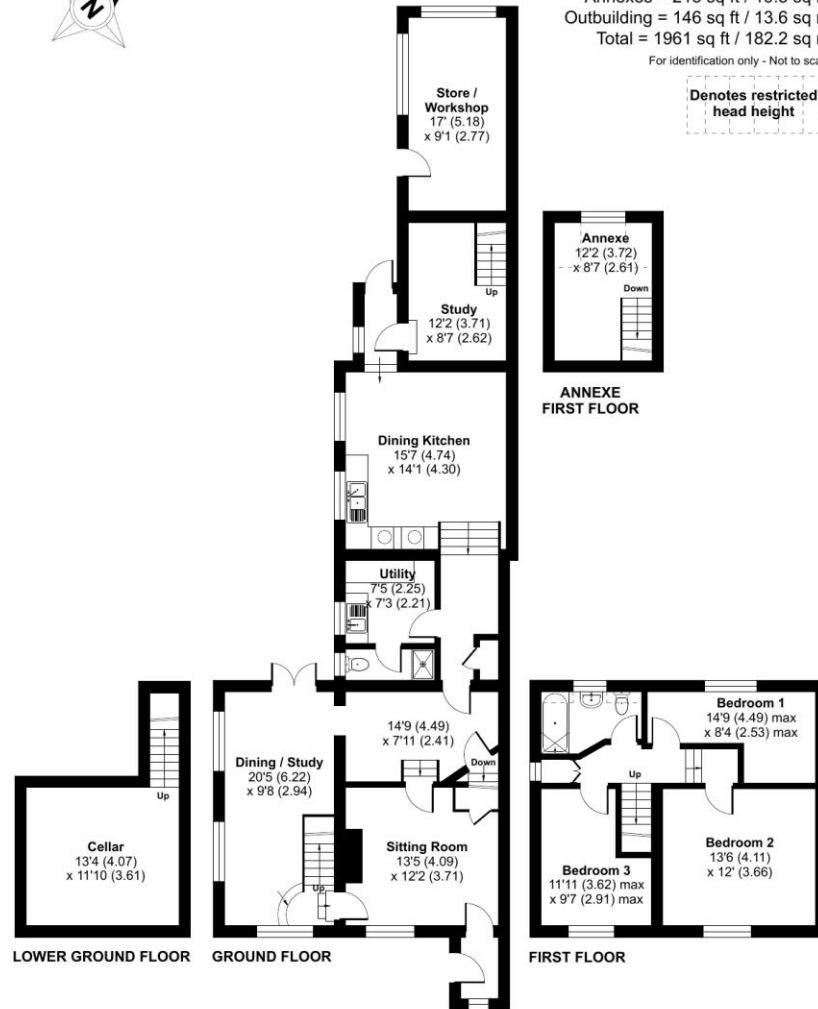 N
Outbuilding = 146 sq ft / 13.6 sq
Total = 1961 sq ft / 182.2 sq
For identification only - Not to
Denotes restricted
head height
Store /
Workshop
17' (5.18)
x 9'1 (2.77)
Annexe
12'2 (3.72)
x 8'7 (2.61)
Down
Up
Study
12'2 (3.71)
x 8'7 (2.62)
ANNEXE
FIRST FLOOR
Dining Kitchen
15'7 (4.74)
x 14'1 (4.30)
Utility
7'5 (2.25)
x 7'3 (2.21)
14'9 (4.49)
x 7'11 (2.41)
Down
Dining / Study
20'5 (6.22)
x 9'8 (2.94)
Up
Sitting Room
13'5 (4.09)
x 12'2 (3.71)
Up
Cellar
13'4 (4.07)
x 11'10 (3.61)
Bedroom 1
14'9 (4.49) max
x 8'4 (2.53) max
Up
Bedroom 2
13'6 (4.11)
x 12' (3.66)
Bedroom 3
11'11 (3.62) max
x 9'7 (2.91) max
LOWER GROUND FLOOR
GROUND FLOOR
FIRST FLOOR